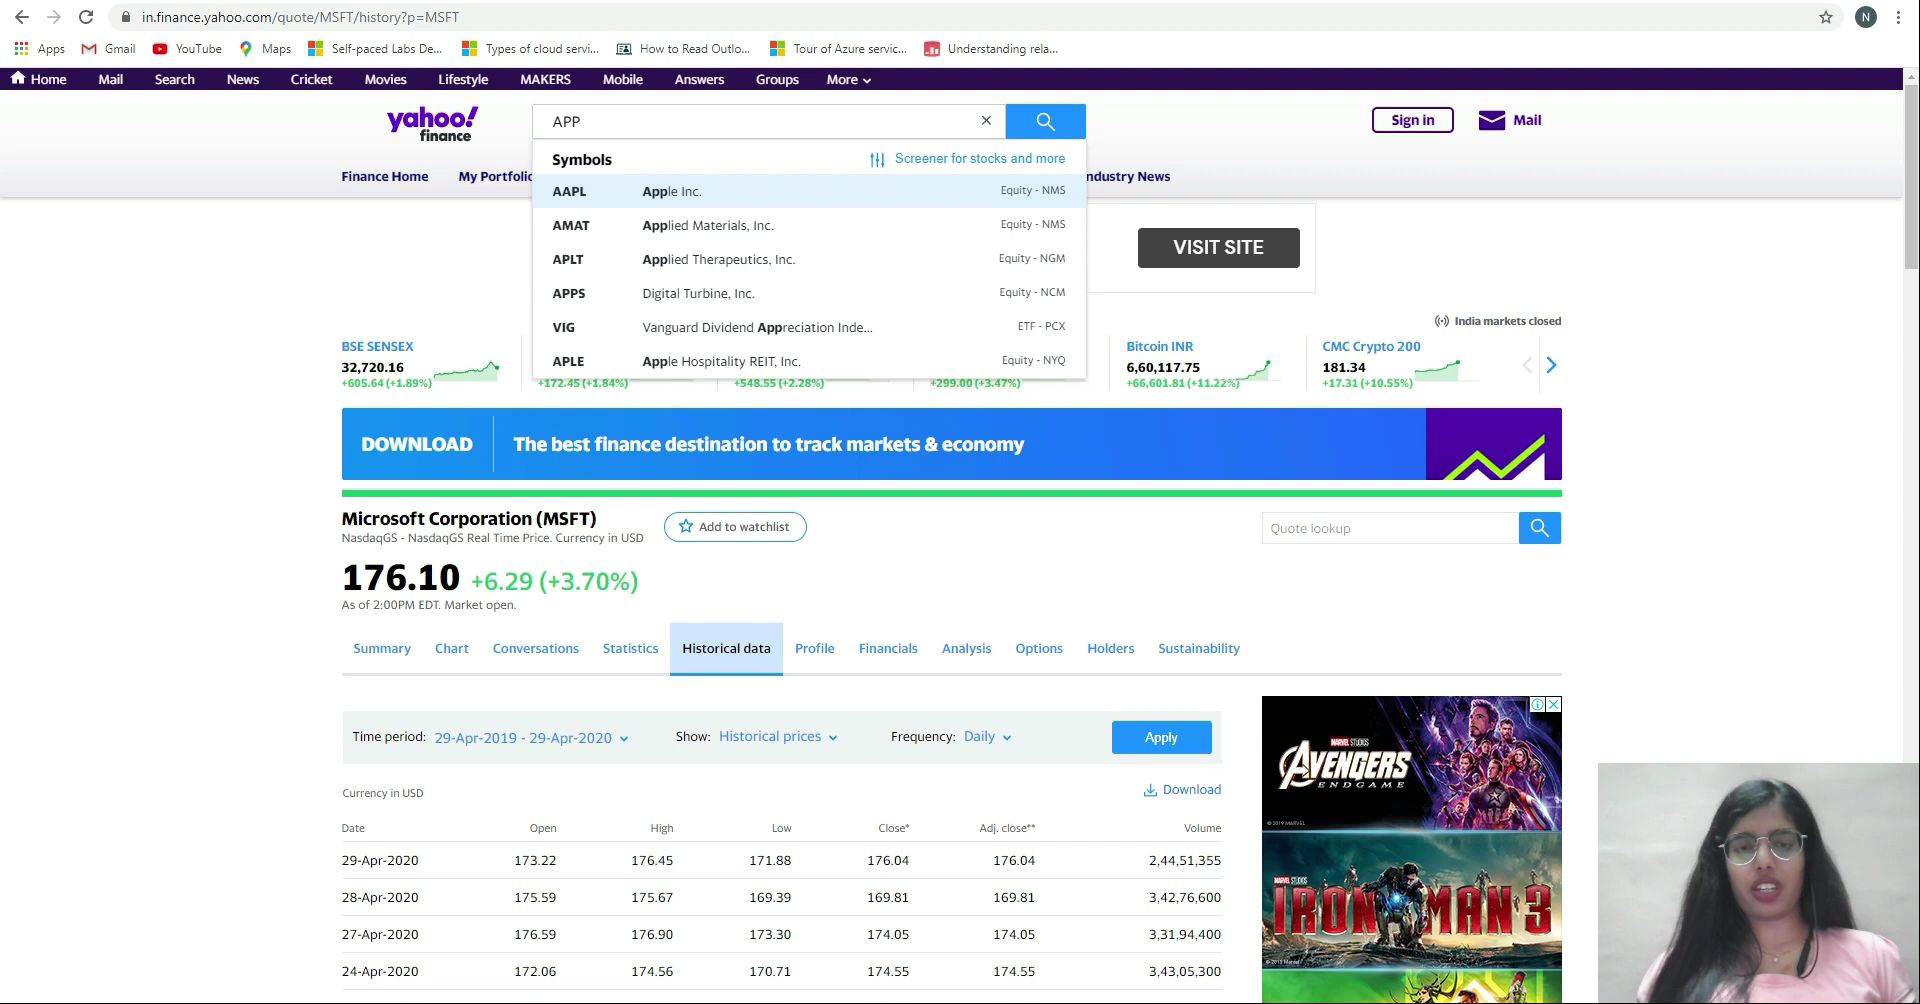 in.finance.yahoo.com/quote/MSFT/history?p=MSFT
N
Apps Gmail YouTube Maps Self-paced Labs De... Types of cloud servi... How to Read Outlo... Tour of Azure servic... Understanding rela...
Home Mail Search News Cricket Movies Lifestyle MAKERS Mobile Answers Groups More
yahoo! finance
APP
Sign in Mail
Symbols Screener for stocks and more
Finance Home My Portfolio ndustry News
AAPL Apple Inc. Equity - NMS
AMAT Applied Materials, Inc. Equity - NMS
APLT Applied Therapeutics, Inc. Equity - NGM
APPS Digital Turbine, Inc. Equity - NCM
VIG Vanguard Dividend Appreciation Inde... ETF - PCX
APLE Apple Hospitality REIT, Inc. Equity - NYQ
VISIT SITE
India markets closed
BSE SENSEX Bitcoin INR CMC Crypto 200
32,720.16 6,60,117.75 181.34
+605.64 (+1.89%) +172.45 (+1.84%) +548.55 (+2.28%) +299.00 (+3.47%) +66,601.81 (+11.22%) +17.31 (+10.55%)
DOWNLOAD The best finance destination to track markets & economy
Microsoft Corporation (MSFT) Add to watchlist
NasdaqGS - NasdaqGS Real Time Price. Currency in USD
Quote lookup
176.10 +6.29 (+3.70%)
As of 2:00PM EDT. Market open.
Summary Chart Conversations Statistics Historical data Profile Financials Analysis Options Holders Sustainability
Time period: 29-Apr-2019 - 29-Apr-2020 Show: Historical prices Frequency: Daily Apply
Currency in USD Download
Date Open High Low Close* Adj. close** Volume
29-Apr-2020 173.22 176.45 171.88 176.04 176.04 2,44,51,355
28-Apr-2020 175.59 175.67 169.39 169.81 169.81 3,42,76,600
27-Apr-2020 176.59 176.90 173.30 174.05 174.05 3,31,94,400
24-Apr-2020 172.06 174.56 170.71 174.55 174.55 3,43,05,300
MARVEL STUDIOS
AVENGERS
ENDGAME
© 2019 MARVEL
MARVEL STUDIOS
IRON MAN 3